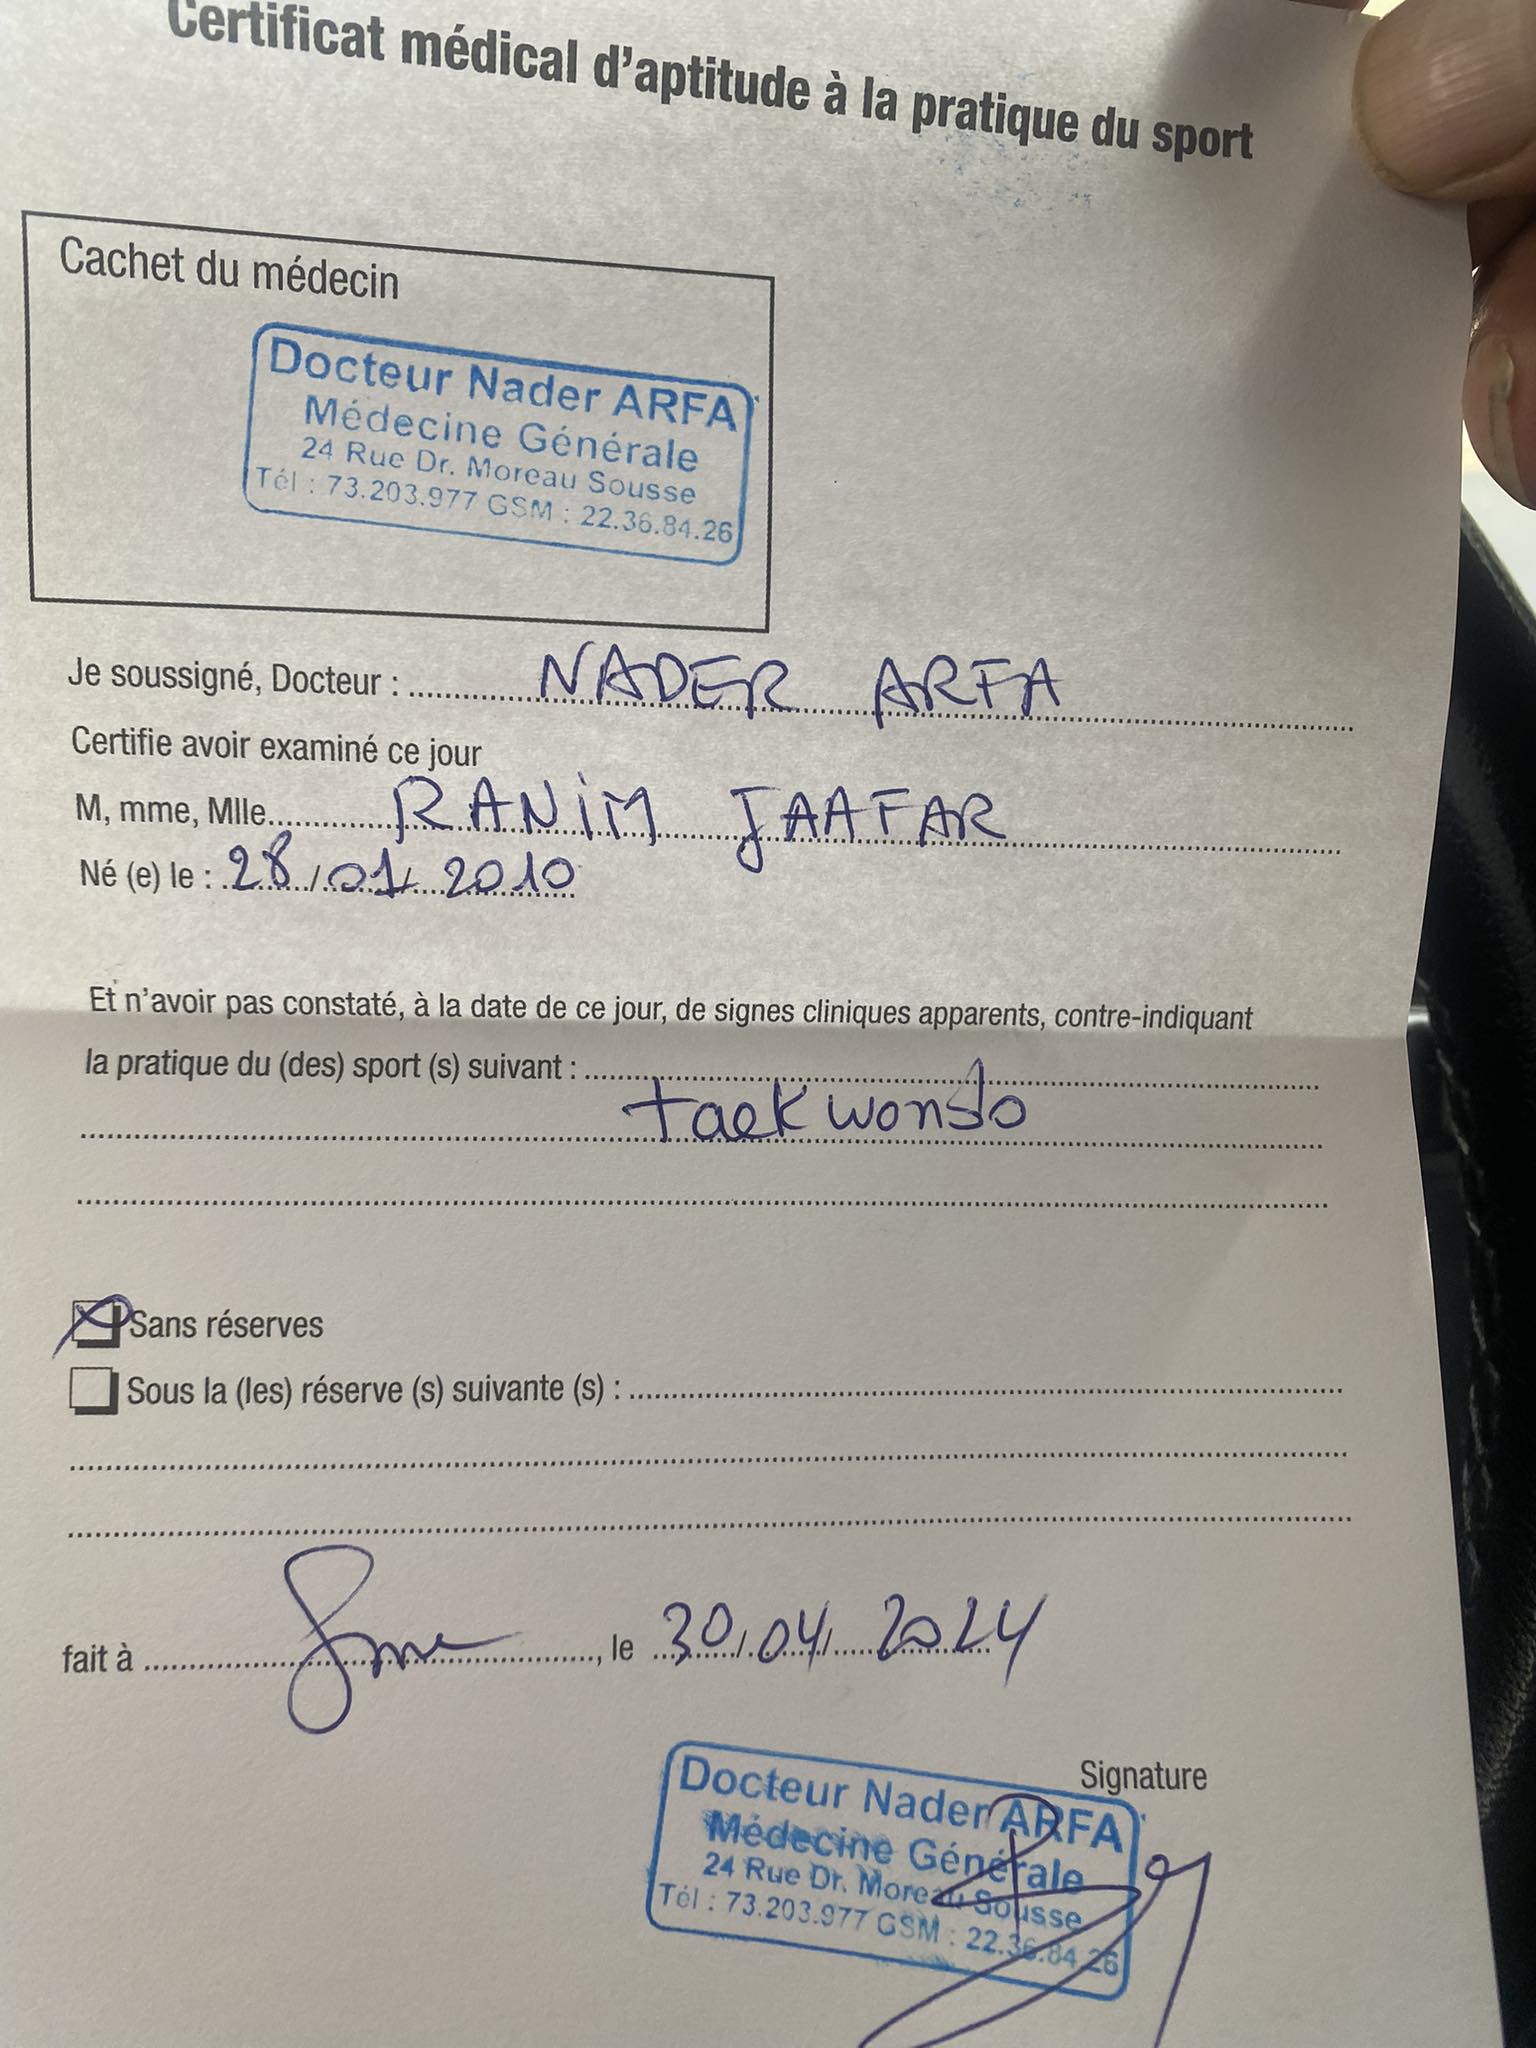 Certificat médical d'aptitude à la pratique du sport
Cachet du médecin
Docteur Nader ARFA
Médecine Générale
24 Rue Dr. Moreau Sousse
Tél : 73.203.977 GSM : 22.36.84.26
Je soussigné, Docteur : NADER ARFA
Certifie avoir examiné ce jour
M, mme, Mlle RANIM JAAFAR
Né (e) le : 28/01/2010
Et n'avoir pas constaté, à la date de ce jour, de signes cliniques apparents, contre-indiquant
la pratique du (des) sport (s) suivant :
taekwondo
Sans réserves
Sous la (les) réserve (s) suivante (s) :
fait à , le 30/04/2024
Signature
Docteur Nader ARFA
Médecine Générale
24 Rue Dr. Moreau Sousse
Tél : 73.203.977 GSM : 22.36.84.26